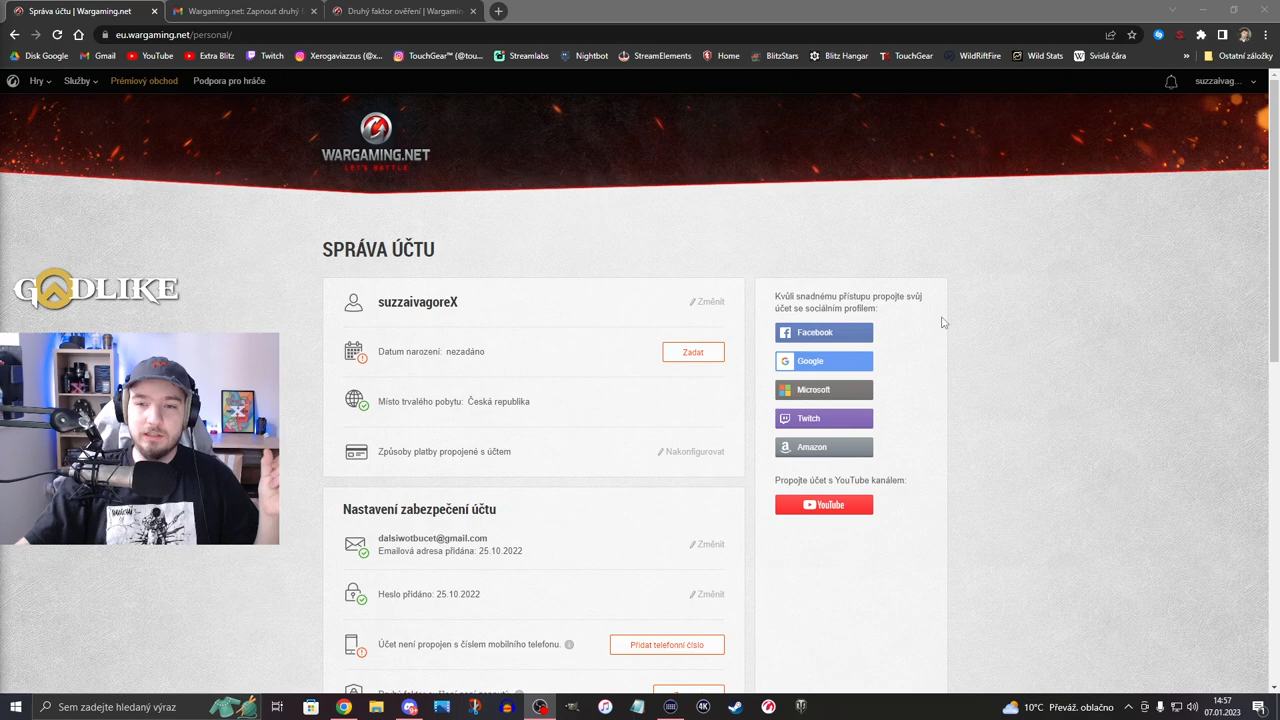 Správa účtu | Wargaming.net
Wargaming.net: Zapnout druhý f
Druhý faktor ověření | Wargamin
eu.wargaming.net/personal/
Disk Google
Gmail
YouTube
Extra Blitz
Twitch
Xerogaviazzus (@x...
TouchGear™ (@tou...
Streamlabs
Nightbot
StreamElements
Home
BlitzStars
Blitz Hangar
TouchGear
WildRiftFire
Wild Stats
Svislá čára
»
Ostatní záložky
Hry
Služby
Prémiový obchod
Podpora pro hráče
suzzaivag...
WARGAMING.NET
LET'S BATTLE
SPRÁVA ÚČTU
suzzaivagoreX
Změnit
Datum narození: nezadáno
Zadat
Místo trvalého pobytu: Česká republika
Způsoby platby propojené s účtem
Nakonfigurovat
Kvůli snadnému přístupu propojte svůj
účet se sociálním profilem:
Facebook
Google
Microsoft
Twitch
Amazon
Propojte účet s YouTube kanálem:
YouTube
GODLIKE
Nastavení zabezpečení účtu
dalsiwotbucet@gmail.com
Emailová adresa přidána: 25.10.2022
Změnit
Heslo přidáno: 25.10.2022
Změnit
Účet není propojen s číslem mobilního telefonu.
Přidat telefonní číslo
Sem zadejte hledaný výraz
4K
10°C Polojas. oblačno
14:57
07.01.2023